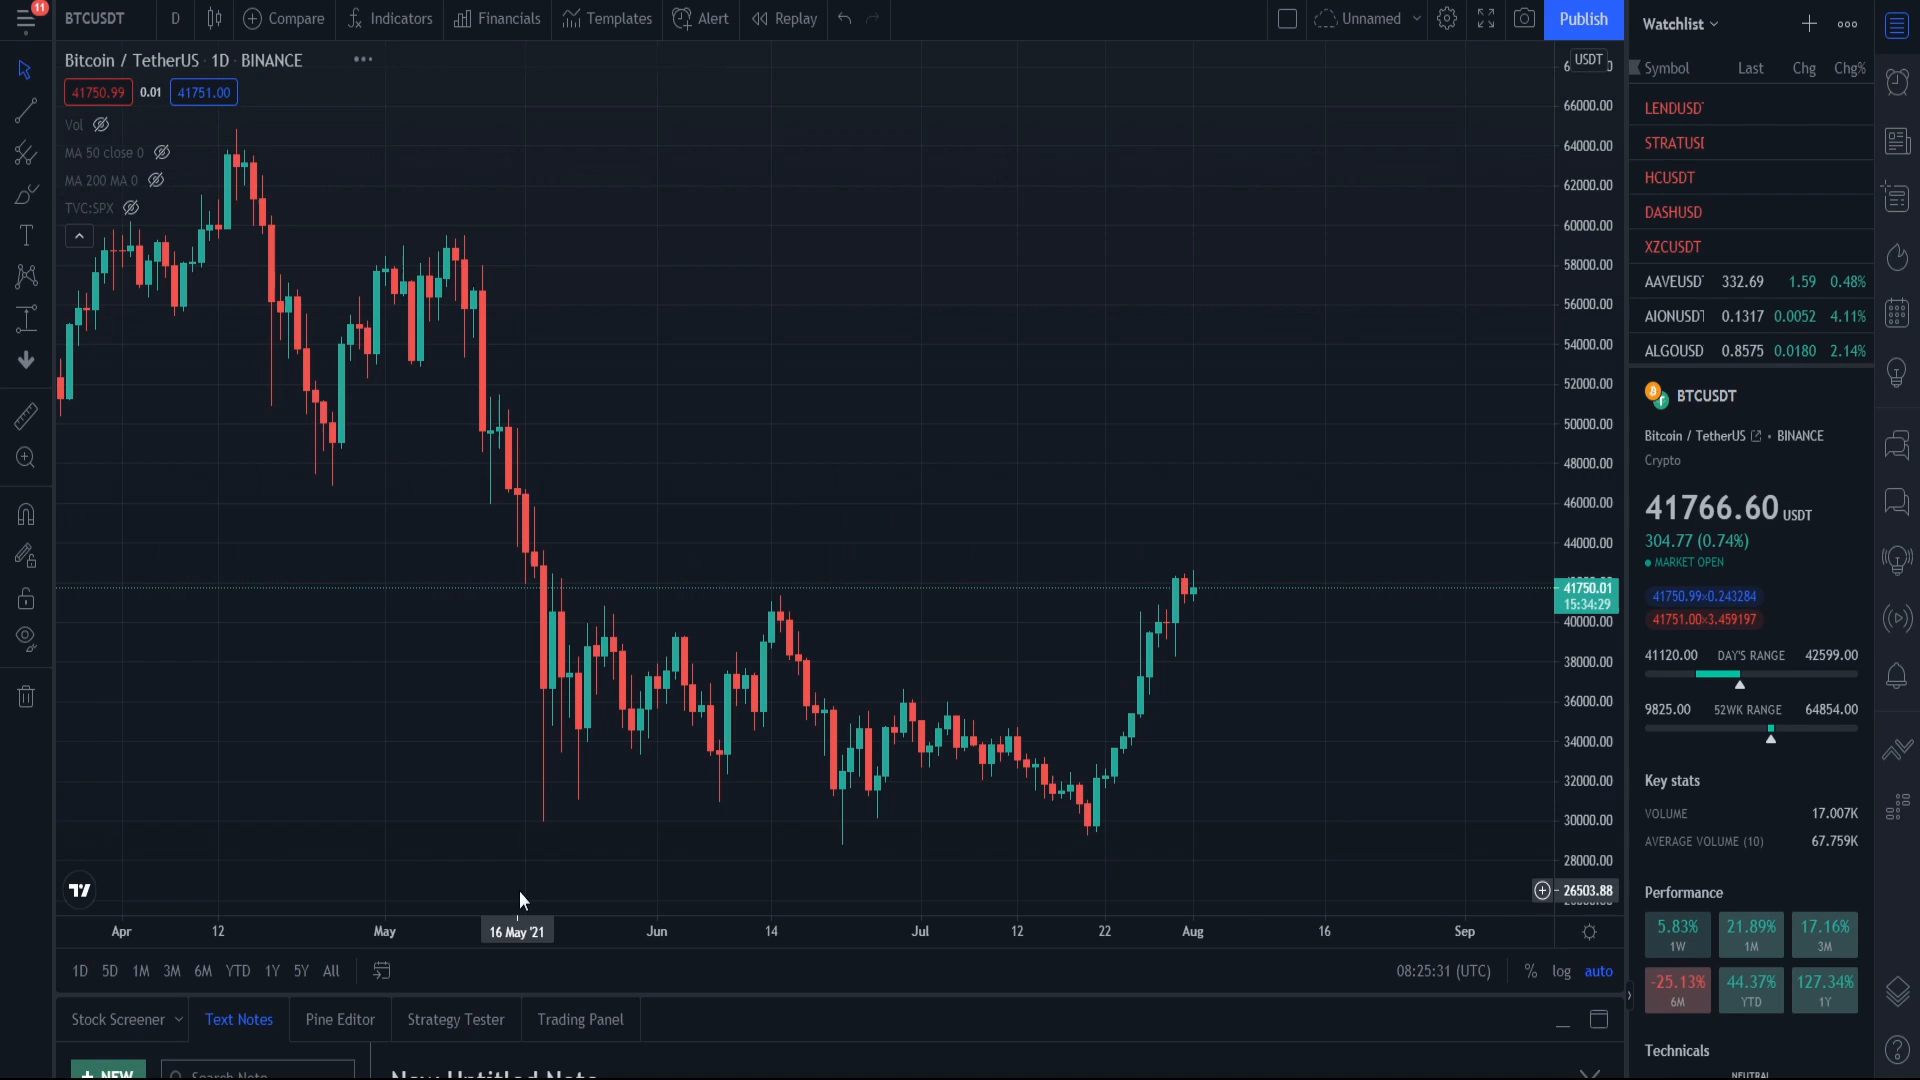 11
BTCUSDT D Compare Indicators Financials Templates Alert Replay Unnamed Publish
Watchlist
Bitcoin / TetherUS · 1D · BINANCE
41750.99 0.01 41751.00
Vol
MA 50 close 0
MA 200 MA 0
TVC:SPX
USDT
66000.00
64000.00
62000.00
60000.00
58000.00
56000.00
54000.00
52000.00
50000.00
48000.00
46000.00
44000.00
41750.01
15:34:29
40000.00
38000.00
36000.00
34000.00
32000.00
30000.00
28000.00
26503.88
Apr 12 May 16 May '21 Jun 14 Jul 12 22 Aug 16 Sep
1D 5D 1M 3M 6M YTD 1Y 5Y All 08:25:31 (UTC) % log auto
Stock Screener Text Notes Pine Editor Strategy Tester Trading Panel
+ NEW Search Note New Untitled Note
Symbol Last Chg Chg%
LENDUSD
STRATUS
HCUSDT
DASHUSD
XZCUSDT
AAVEUSD 332.69 1.59 0.48%
AIONUSDT 0.1317 0.0052 4.11%
ALGOUSD 0.8575 0.0180 2.14%
BTCUSDT
Bitcoin / TetherUS • BINANCE
Crypto
41766.60 USDT
304.77 (0.74%)
MARKET OPEN
41750.99×0.243284
41751.00×3.459197
41120.00 DAY'S RANGE 42599.00
9825.00 52WK RANGE 64854.00
Key stats
VOLUME 17.007K
AVERAGE VOLUME (10) 67.759K
Performance
5.83% 21.89% 17.16%
1W 1M 3M
-25.13% 44.37% 127.34%
6M YTD 1Y
Technicals
NEUTRAL